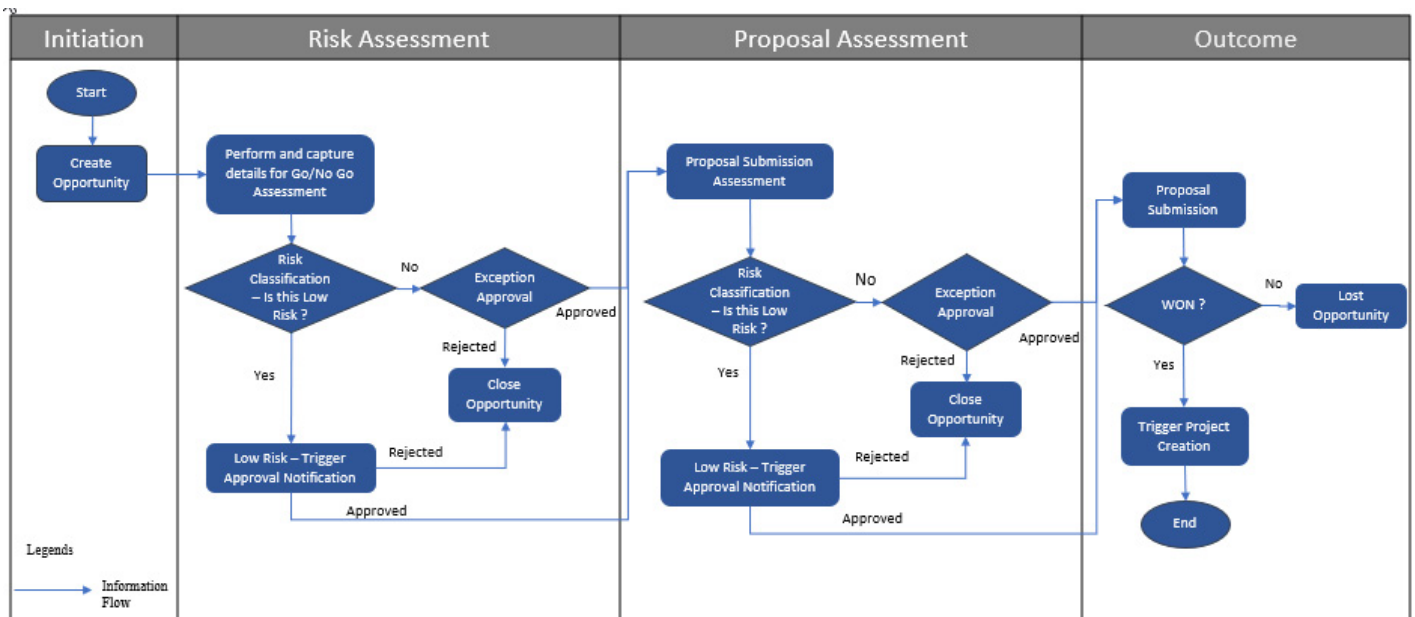 Initiation
Risk Assessment
Proposal Assessment
Outcome
Start
Create
Opportunity
Perform and capture
details for Go/No Go
Assessment
Risk
Classification
– Is this Low
Risk ?
No
Exception
Approval
Approved
Rejected
Yes
Close
Opportunity
Low Risk – Trigger
Approval Notification
Rejected
Approved
Proposal Submission
Assessment
Risk
Classification
– Is this Low
Risk ?
No
Exception
Approval
Approved
Rejected
Yes
Close
Opportunity
Low Risk – Trigger
Approval Notification
Rejected
Approved
Proposal
Submission
WON ?
No
Lost
Opportunity
Yes
Trigger Project
Creation
End
Legends
Information
Flow